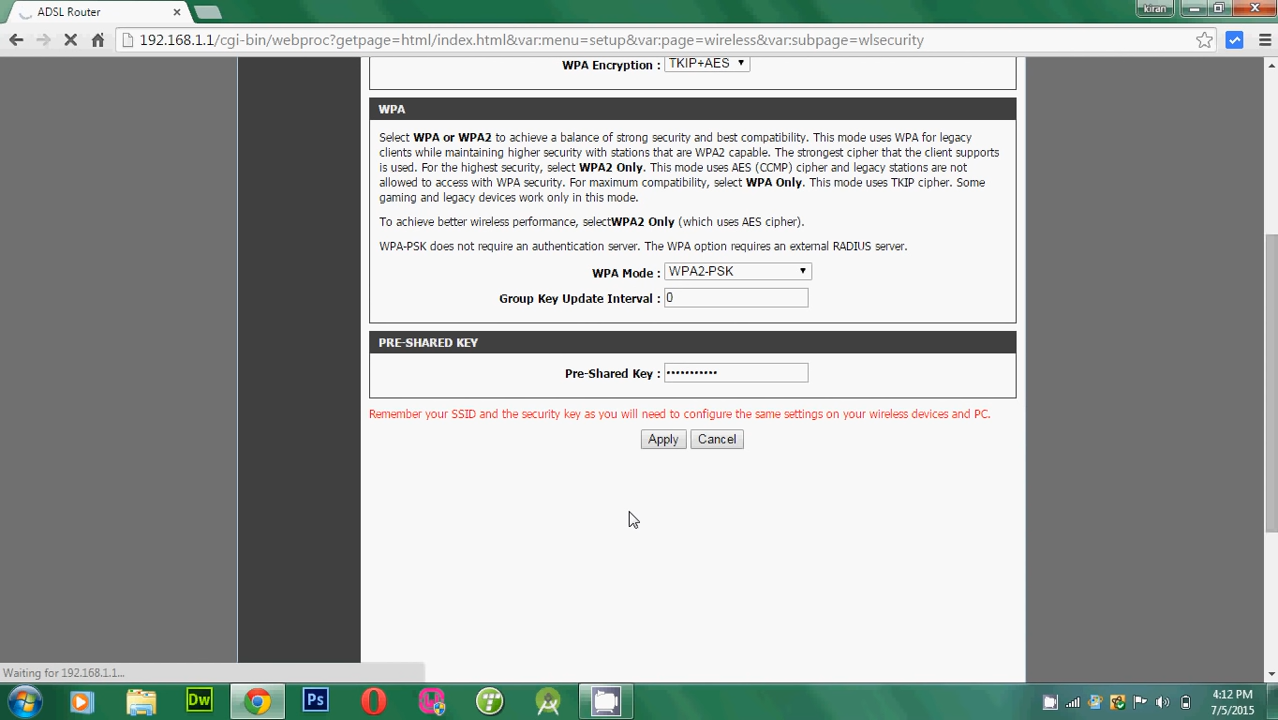 ADSL Router
kiran
192.168.1.1/cgi-bin/webproc?getpage=html/index.html&varmenu=setup&var:page=wireless&var:subpage=wlsecurity
WPA Encryption : TKIP+AES
WPA
Select WPA or WPA2 to achieve a balance of strong security and best compatibility. This mode uses WPA for legacy
clients while maintaining higher security with stations that are WPA2 capable. The strongest cipher that the client supports
is used. For the highest security, select WPA2 Only. This mode uses AES (CCMP) cipher and legacy stations are not
allowed to access with WPA security. For maximum compatibility, select WPA Only. This mode uses TKIP cipher. Some
gaming and legacy devices work only in this mode.
To achieve better wireless performance, selectWPA2 Only (which uses AES cipher).
WPA-PSK does not require an authentication server. The WPA option requires an external RADIUS server.
WPA Mode : WPA2-PSK
Group Key Update Interval : 0
PRE-SHARED KEY
Pre-Shared Key : •••••••••••
Remember your SSID and the security key as you will need to configure the same settings on your wireless devices and PC.
Apply Cancel
Waiting for 192.168.1.1...
Dw
Ps
4:12 PM
7/5/2015